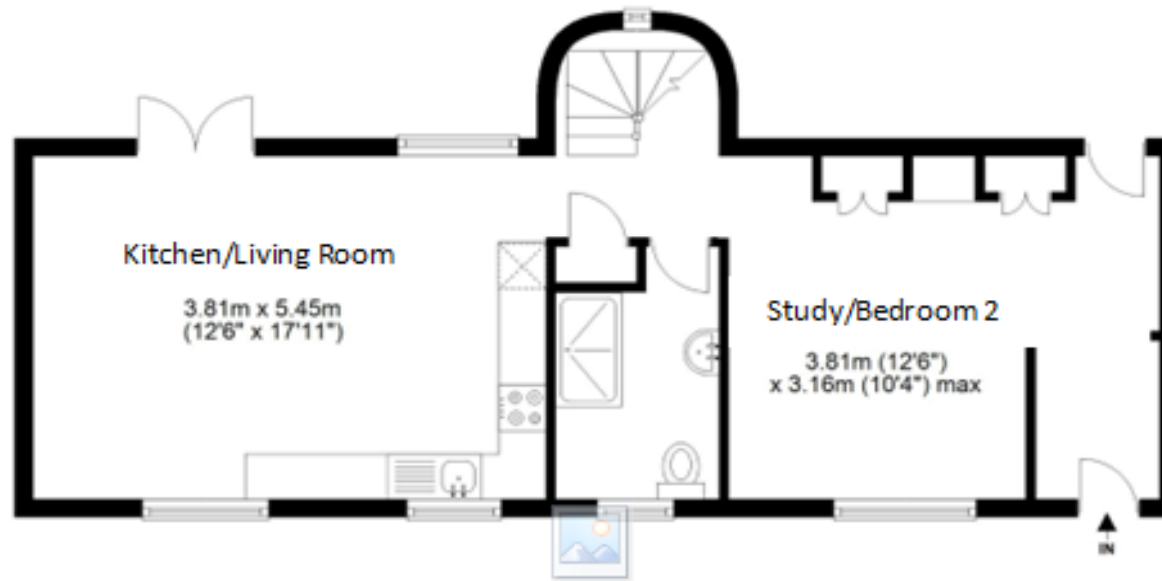 Kitchen/Living Room
3.81m x 5.45m
(12'6" x 17'11")
Study/Bedroom 2
3.81m (12'6")
x 3.16m (10'4") max
IN